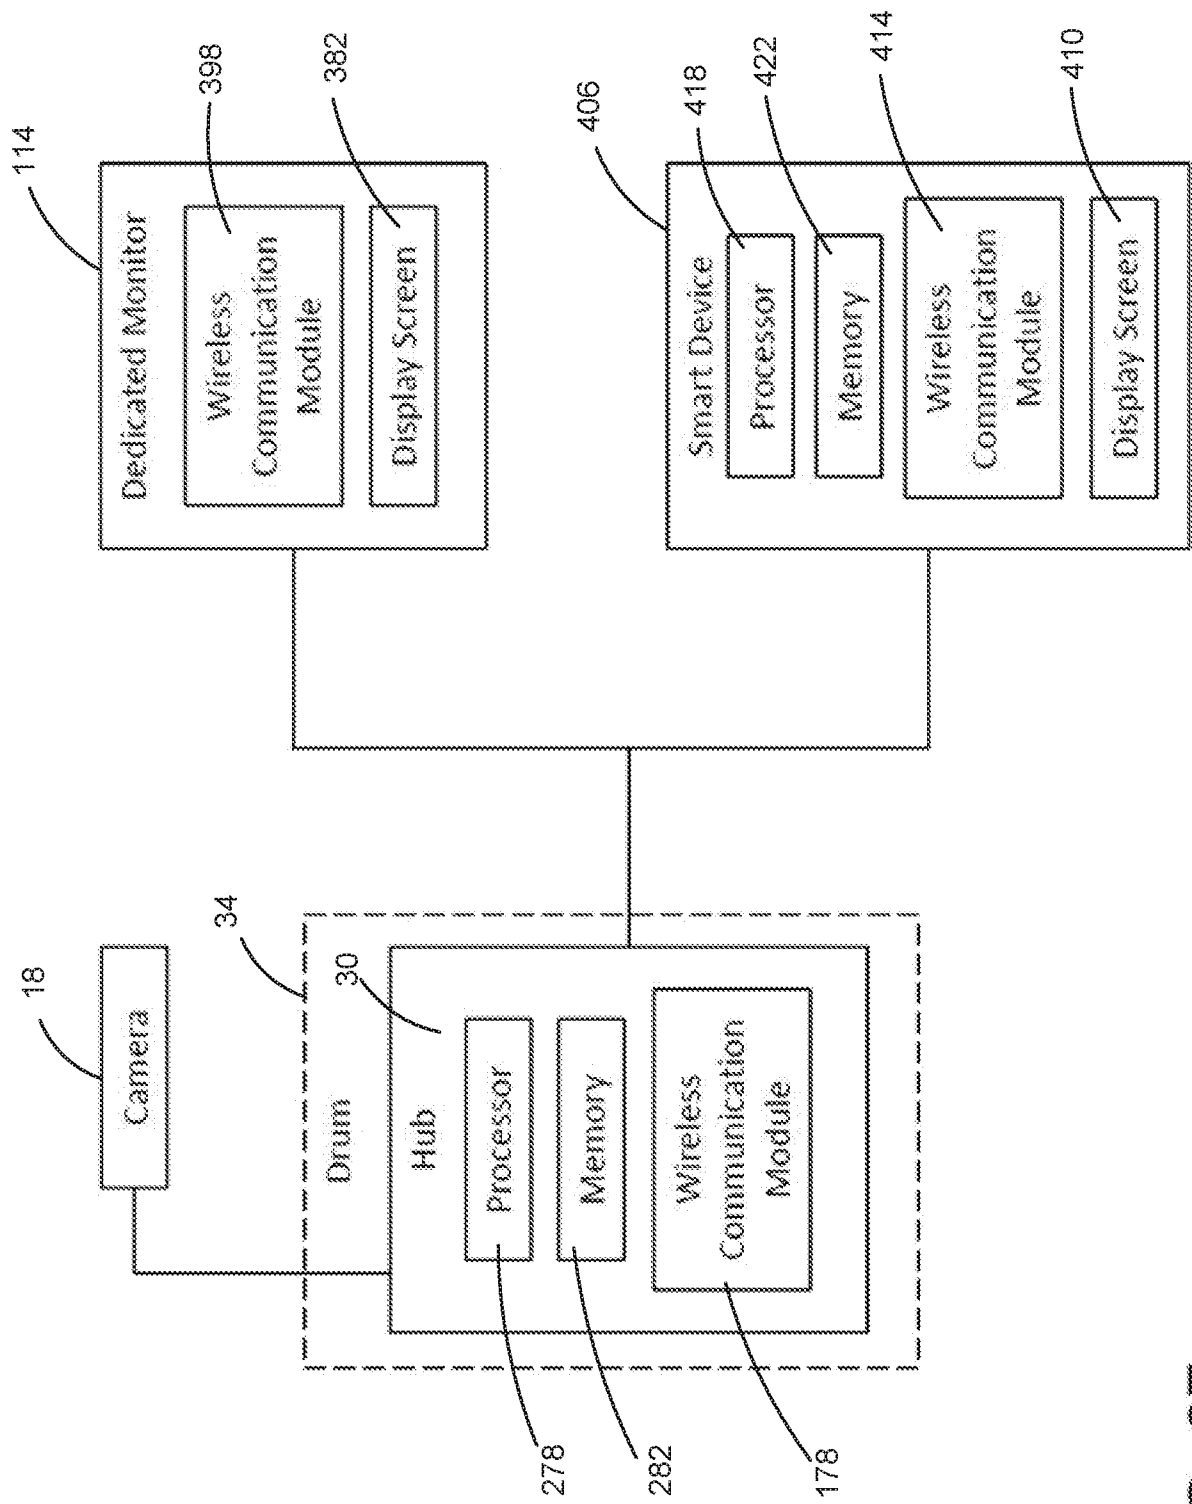 18
Camera
34
Drum
30
Hub
Processor
278
Memory
282
Wireless
Communication
Module
178
114
Dedicated Monitor
398
Wireless
Communication
Module
382
Display Screen
406
Smart Device
418
Processor
422
Memory
414
Wireless
Communication
Module
410
Display Screen